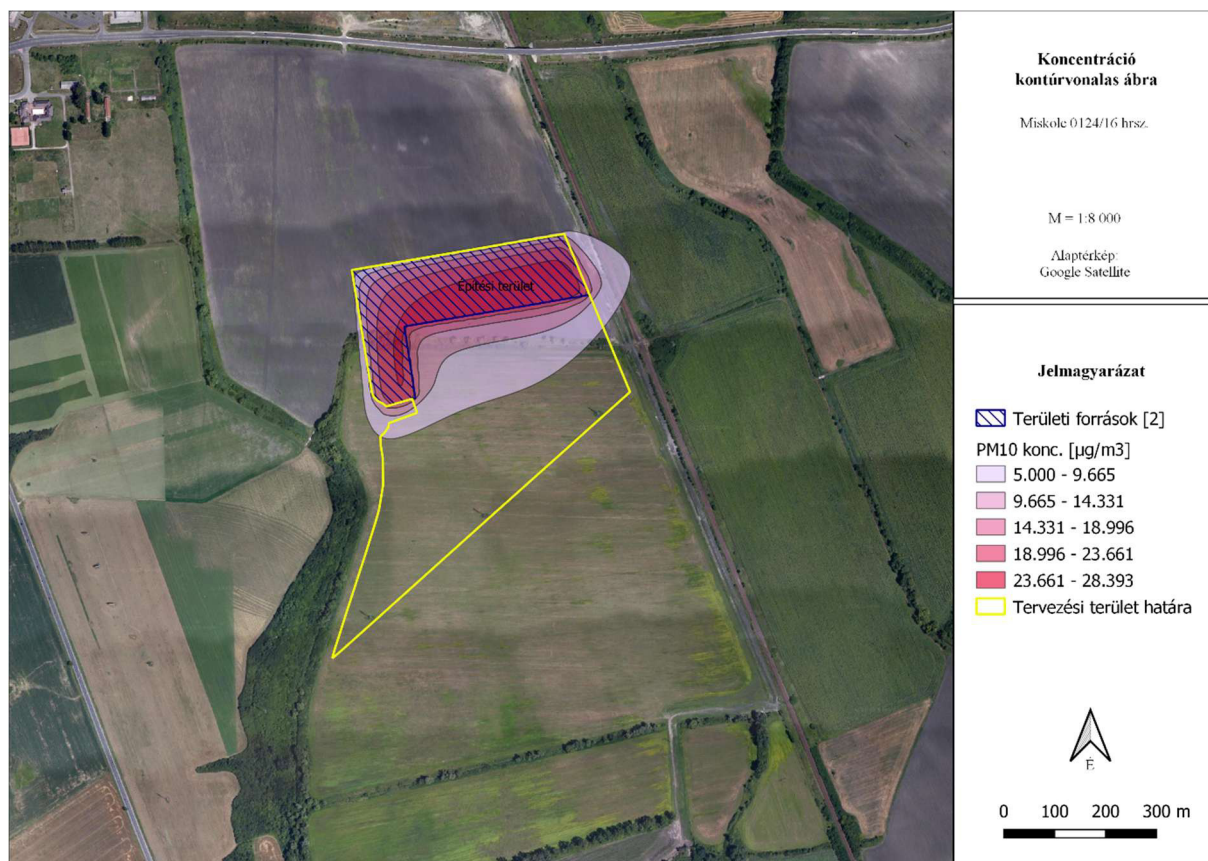 Koncentráció
kontúrvonalas ábra
Miskolc 0124/16 hrsz.
M = 1:8 000
Alaptérkép:
Google Satellite
Építési terület
Jelmagyarázat
Területi források [2]
PM10 konc. [µg/m3]
5.000 - 9.665
9.665 - 14.331
14.331 - 18.996
18.996 - 23.661
23.661 - 28.393
Tervezési terület határa
É
0 100 200 300 m